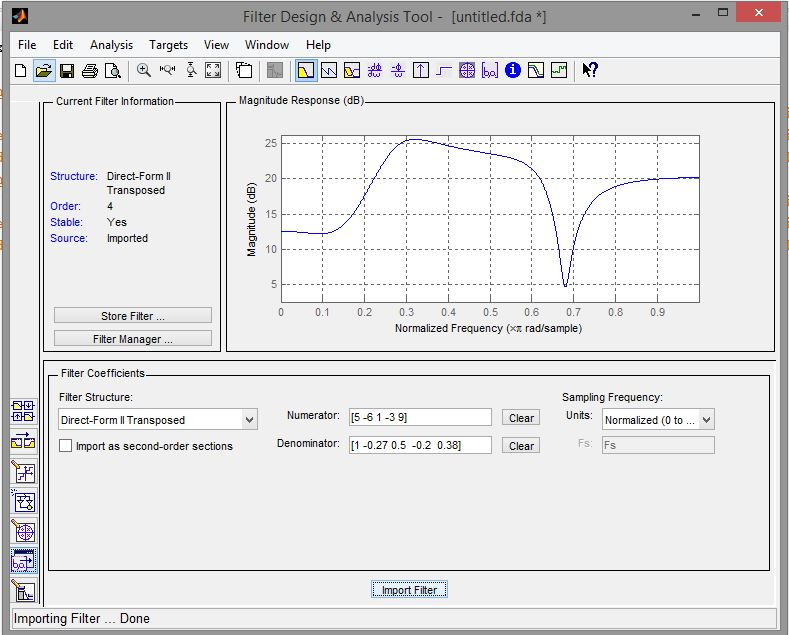 Filter Design & Analysis Tool - [untitled.fda *]
File Edit Analysis Targets View Window Help
Current Filter Information
Structure: Direct-Form II
Transposed
Order: 4
Stable: Yes
Source: Imported
Store Filter ...
Filter Manager ...
Magnitude Response (dB)
Magnitude (dB)
25
20
15
10
5
0 0.1 0.2 0.3 0.4 0.5 0.6 0.7 0.8 0.9
Normalized Frequency (×π rad/sample)
Filter Coefficients
Filter Structure:
Direct-Form II Transposed
Import as second-order sections
Numerator: [5 -6 1 -3 9] Clear
Denominator: [1 -0.27 0.5 -0.2 0.38] Clear
Sampling Frequency:
Units: Normalized (0 to ...
Fs: Fs
Import Filter
Importing Filter ... Done